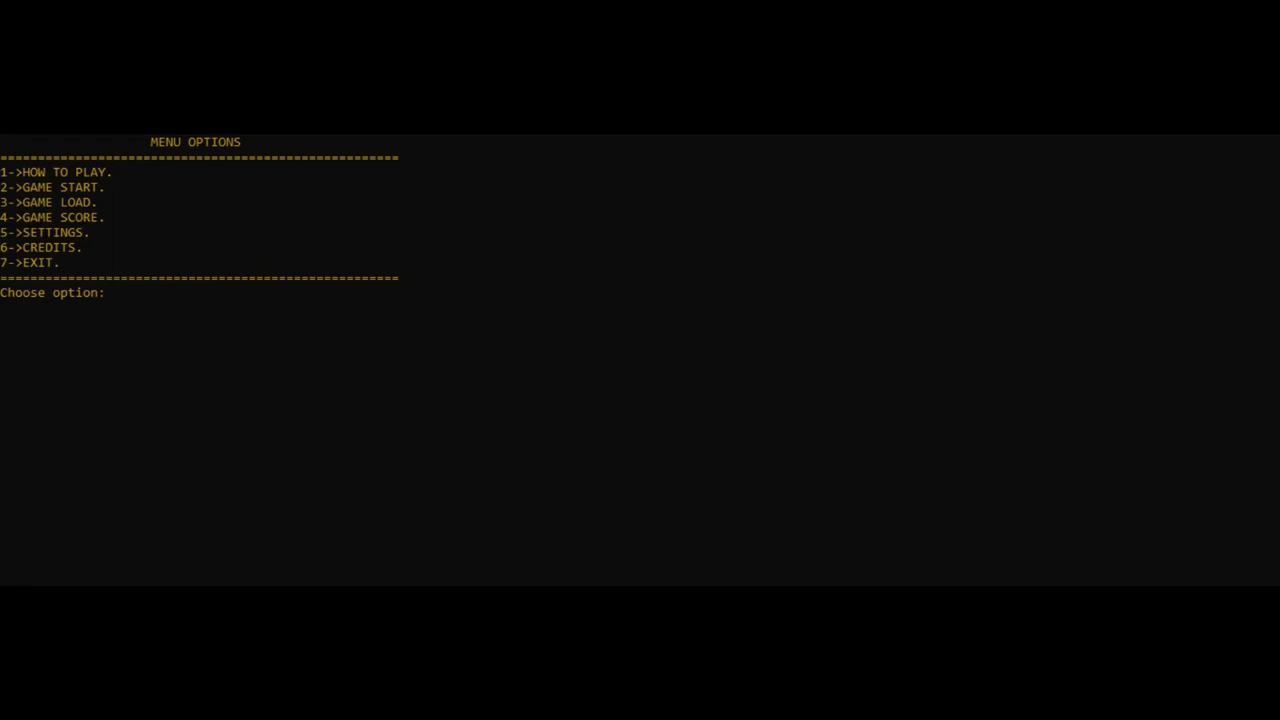 MENU OPTIONS
=====================================================
1->HOW TO PLAY.
2->GAME START.
3->GAME LOAD.
4->GAME SCORE.
5->SETTINGS.
6->CREDITS.
7->EXIT.
=====================================================
Choose option: